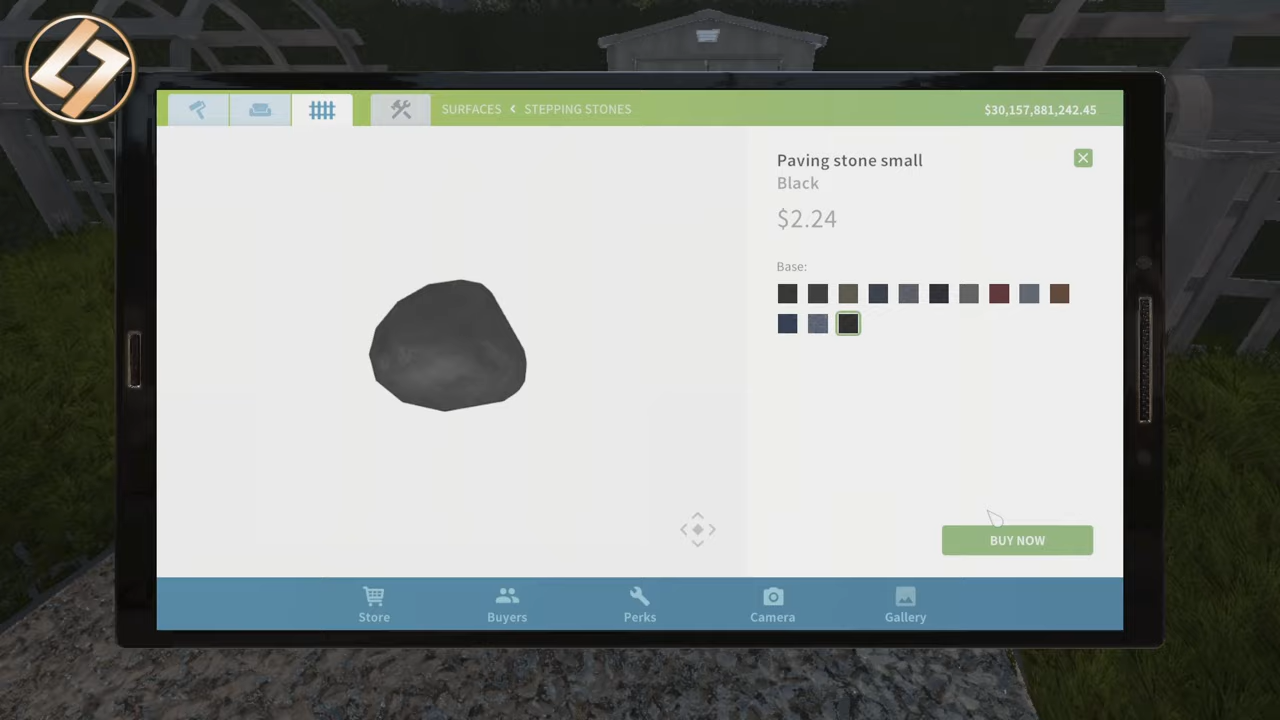 SURFACES < STEPPING STONES
$30,157,881,242.45
Paving stone small
Black
$2.24
Base:
BUY NOW
Store
Buyers
Perks
Camera
Gallery